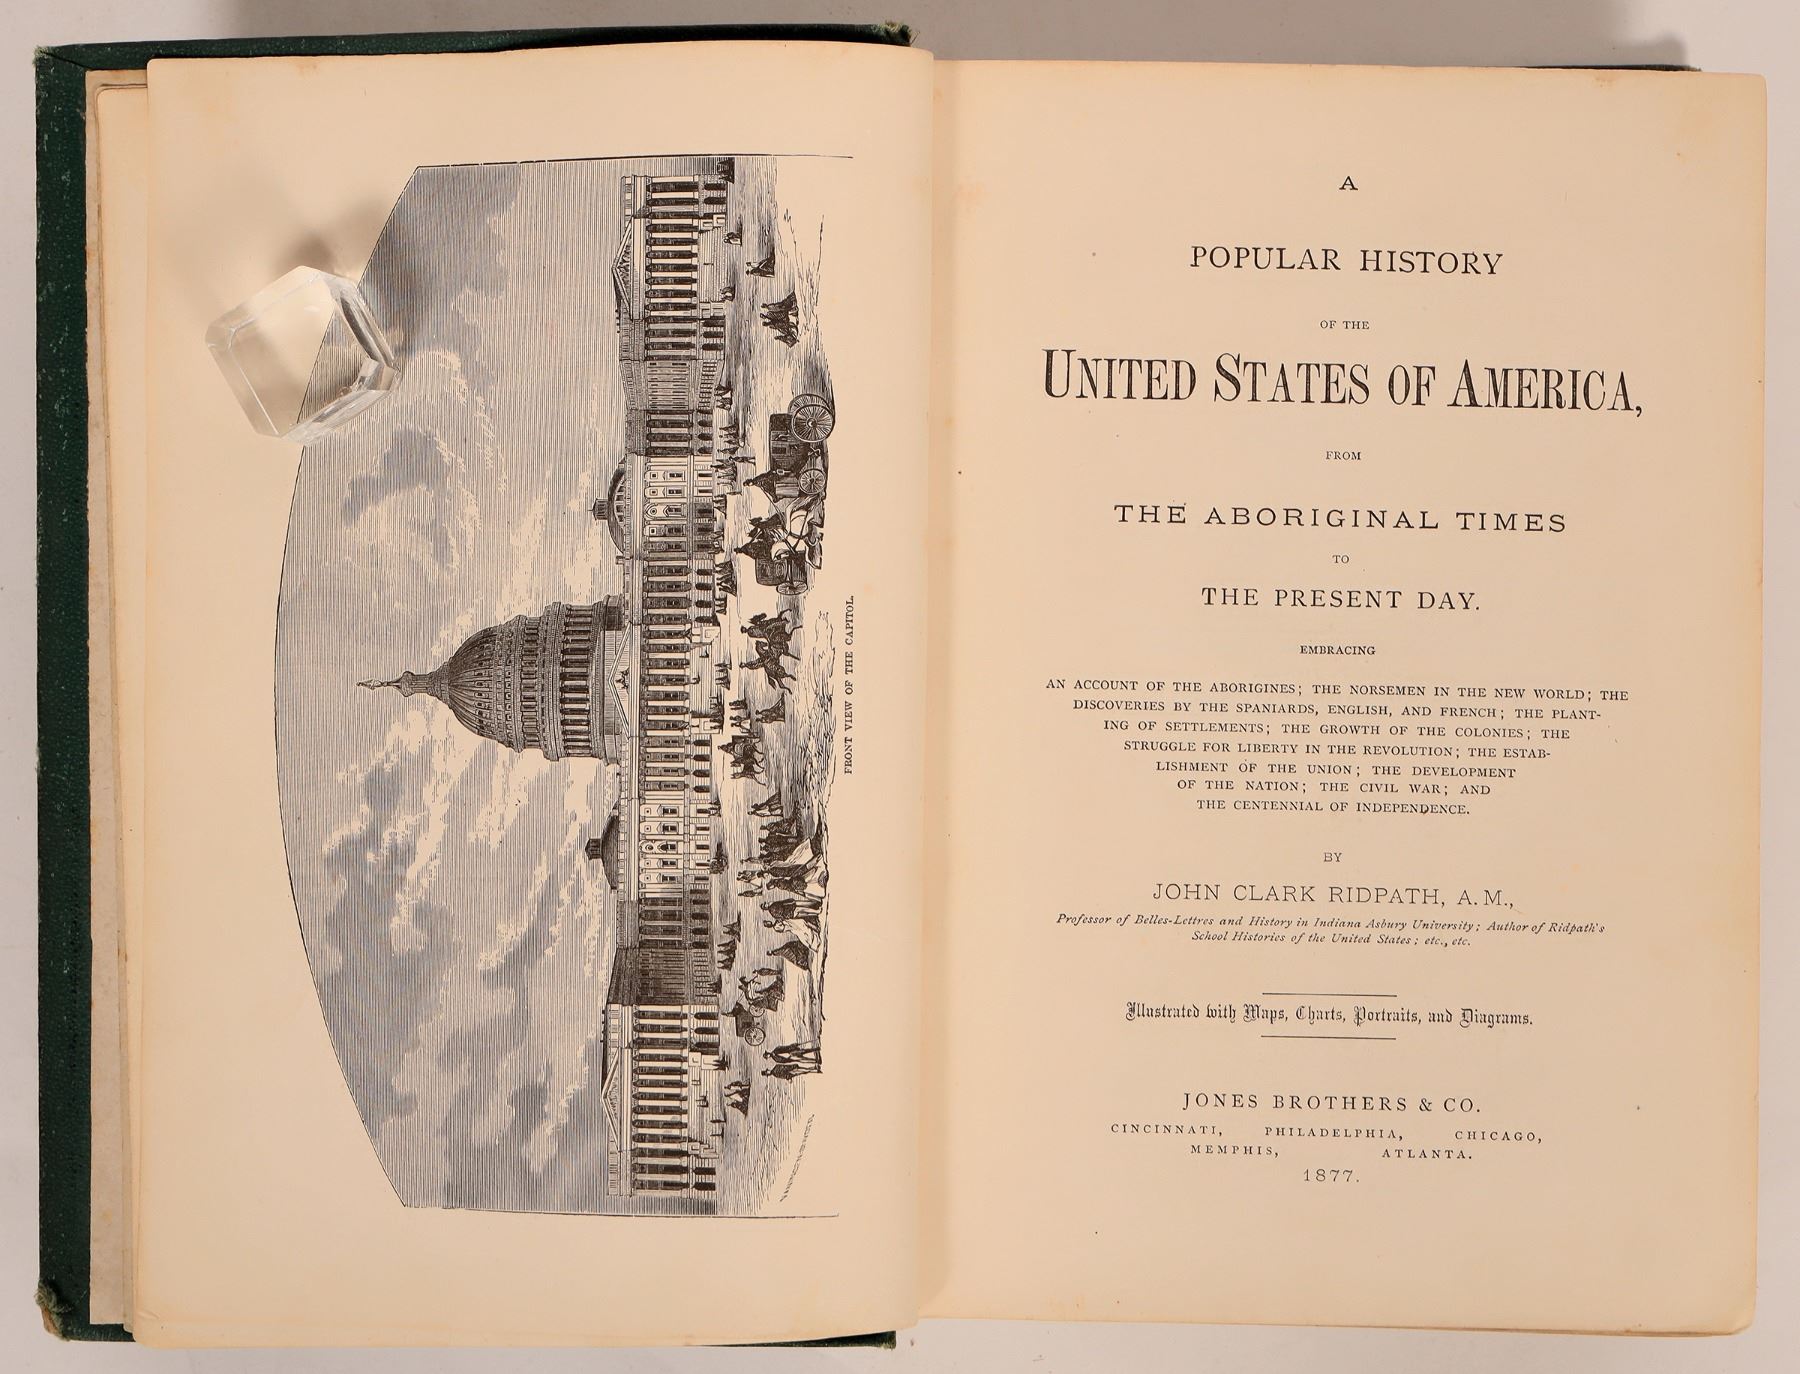 FRONT VIEW OF THE CAPITOL.
A
POPULAR HISTORY
OF THE
UNITED STATES OF AMERICA,
FROM
THE ABORIGINAL TIMES
TO
THE PRESENT DAY.
EMBRACING
AN ACCOUNT OF THE ABORIGINES; THE NORSEMEN IN THE NEW WORLD; THE
DISCOVERIES BY THE SPANIARDS, ENGLISH, AND FRENCH; THE PLANT-
ING OF SETTLEMENTS; THE GROWTH OF THE COLONIES; THE
STRUGGLE FOR LIBERTY IN THE REVOLUTION; THE ESTAB-
LISHMENT OF THE UNION; THE DEVELOPMENT
OF THE NATION; THE CIVIL WAR; AND
THE CENTENNIAL OF INDEPENDENCE.
BY
JOHN CLARK RIDPATH, A. M.,
Professor of Belles-Lettres and History in Indiana Asbury University; Author of Ridpath's
School Histories of the United States; etc., etc.
Illustrated with Maps, Charts, Portraits, and Diagrams.
JONES BROTHERS & CO.
CINCINNATI, PHILADELPHIA, CHICAGO,
MEMPHIS, ATLANTA.
1877.